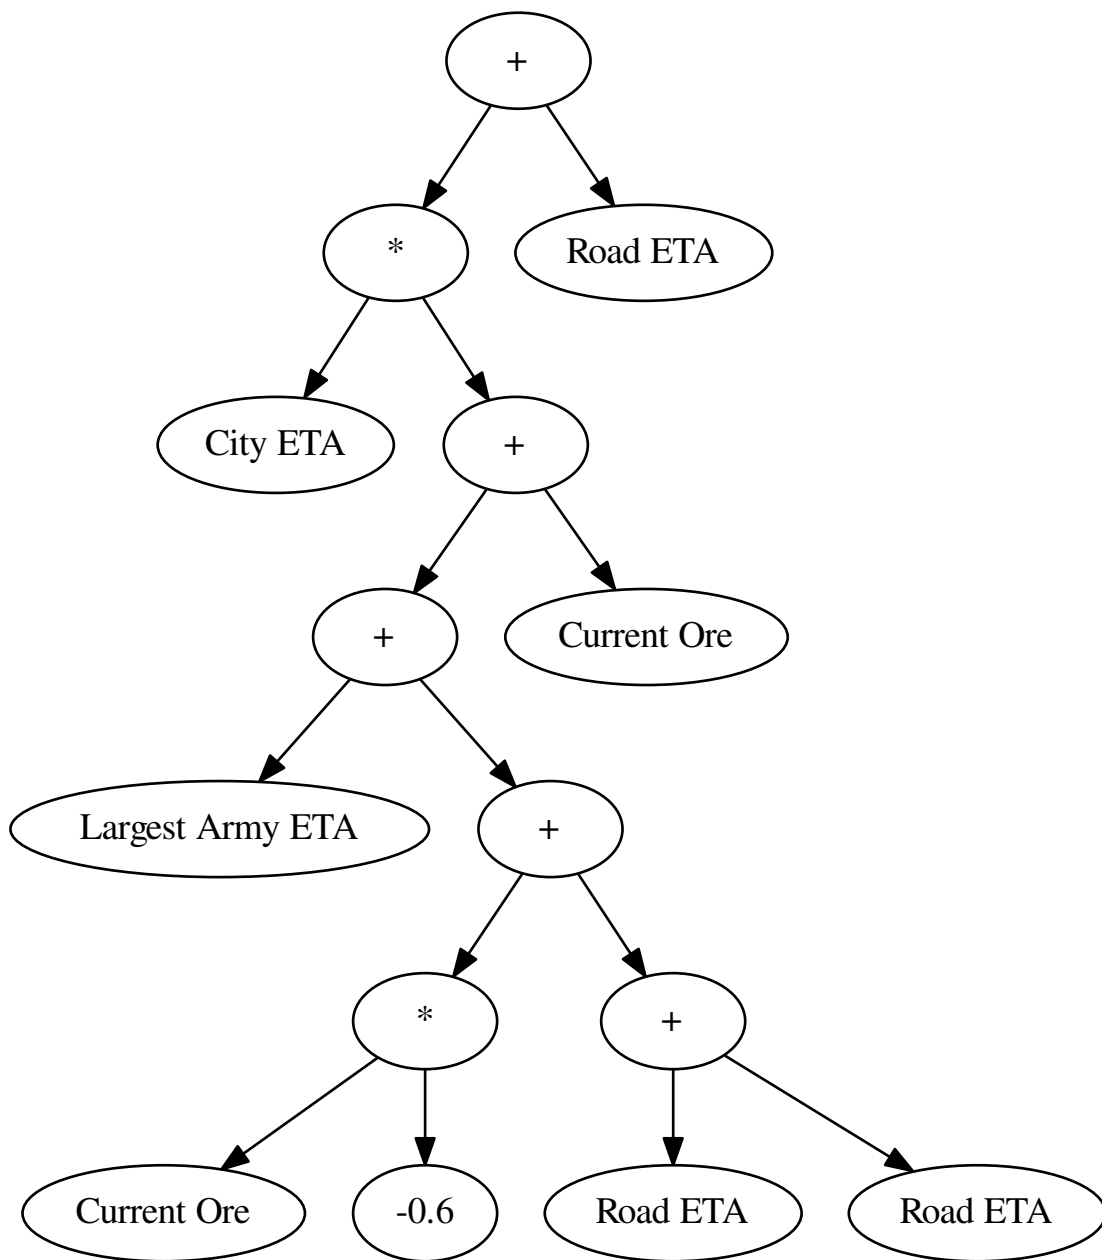 +
*
Road ETA
City ETA
+
+
Current Ore
Largest Army ETA
+
*
+
Current Ore
-0.6
Road ETA
Road ETA